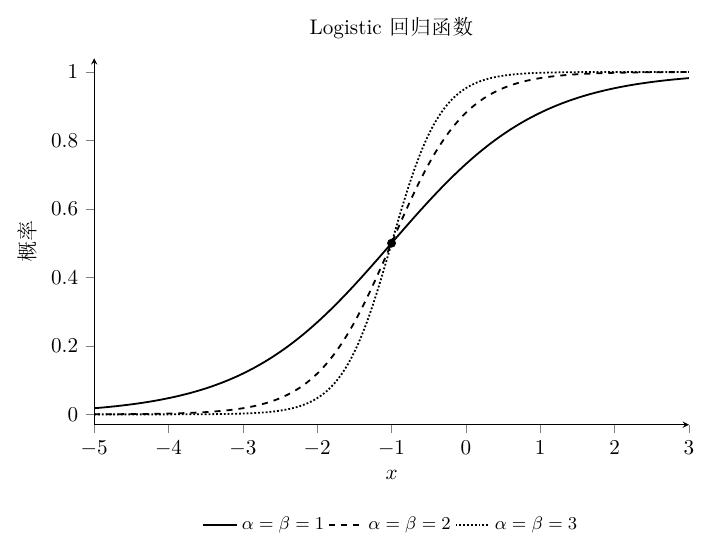 Logistic 回归函数
1
0.8
0.6
0.4
0.2
0
概率
−5 −4 −3 −2 −1 0 1 2 3
x
α = β = 1 α = β = 2 α = β = 3